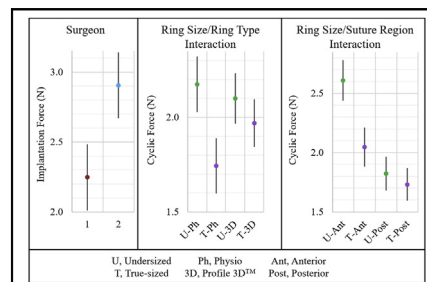 Surgeon
Ring Size/Ring Type
Interaction
Ring Size/Suture Region
Interaction
Implantation Force (N)
3.0
2.5
2.0
1
2
Cyclic Force (N)
2.0
1.5
U-Ph
T-Ph
U-3D
T-3D
Cyclic Force (N)
2.5
2.0
1.5
U-Ant
T-Ant
U-Post
T-Post
U, Undersized Ph, Physio Ant, Anterior
T, True-sized 3D, Profile 3D™ Post, Posterior